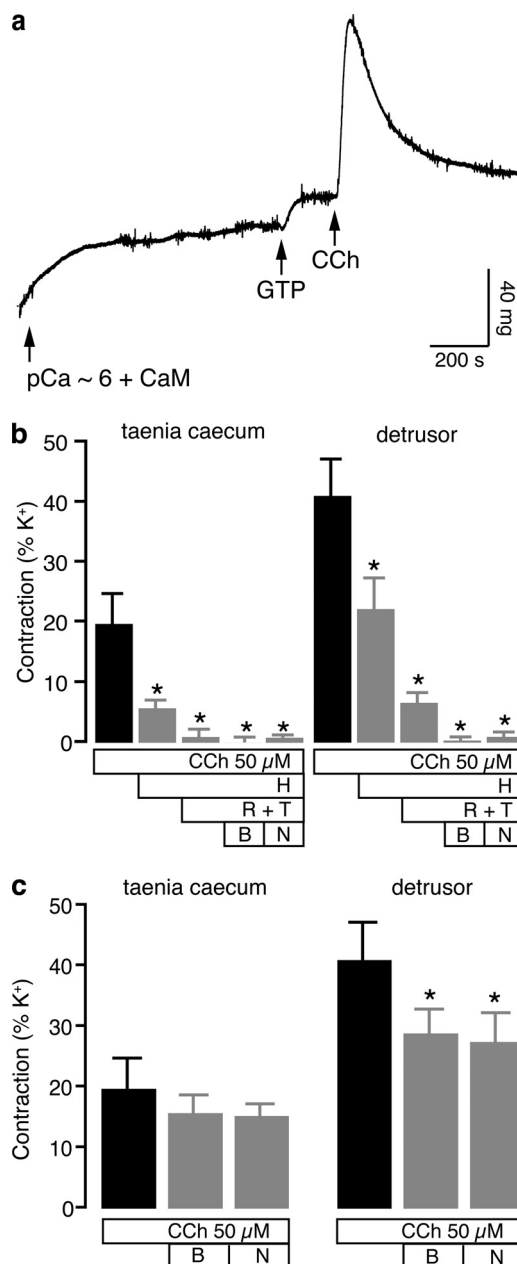 a
GTP
CCh
40 mg
200 s
pCa ~ 6 + CaM
b
taenia caecum
detrusor
Contraction (% K⁺)
50
40
30
20
10
0
* * * *
* * * *
CCh 50 µM
H
R + T
B N
CCh 50 µM
H
R + T
B N
c
taenia caecum
detrusor
Contraction (% K⁺)
50
40
30
20
10
0
* *
CCh 50 µM
B N
CCh 50 µM
B N